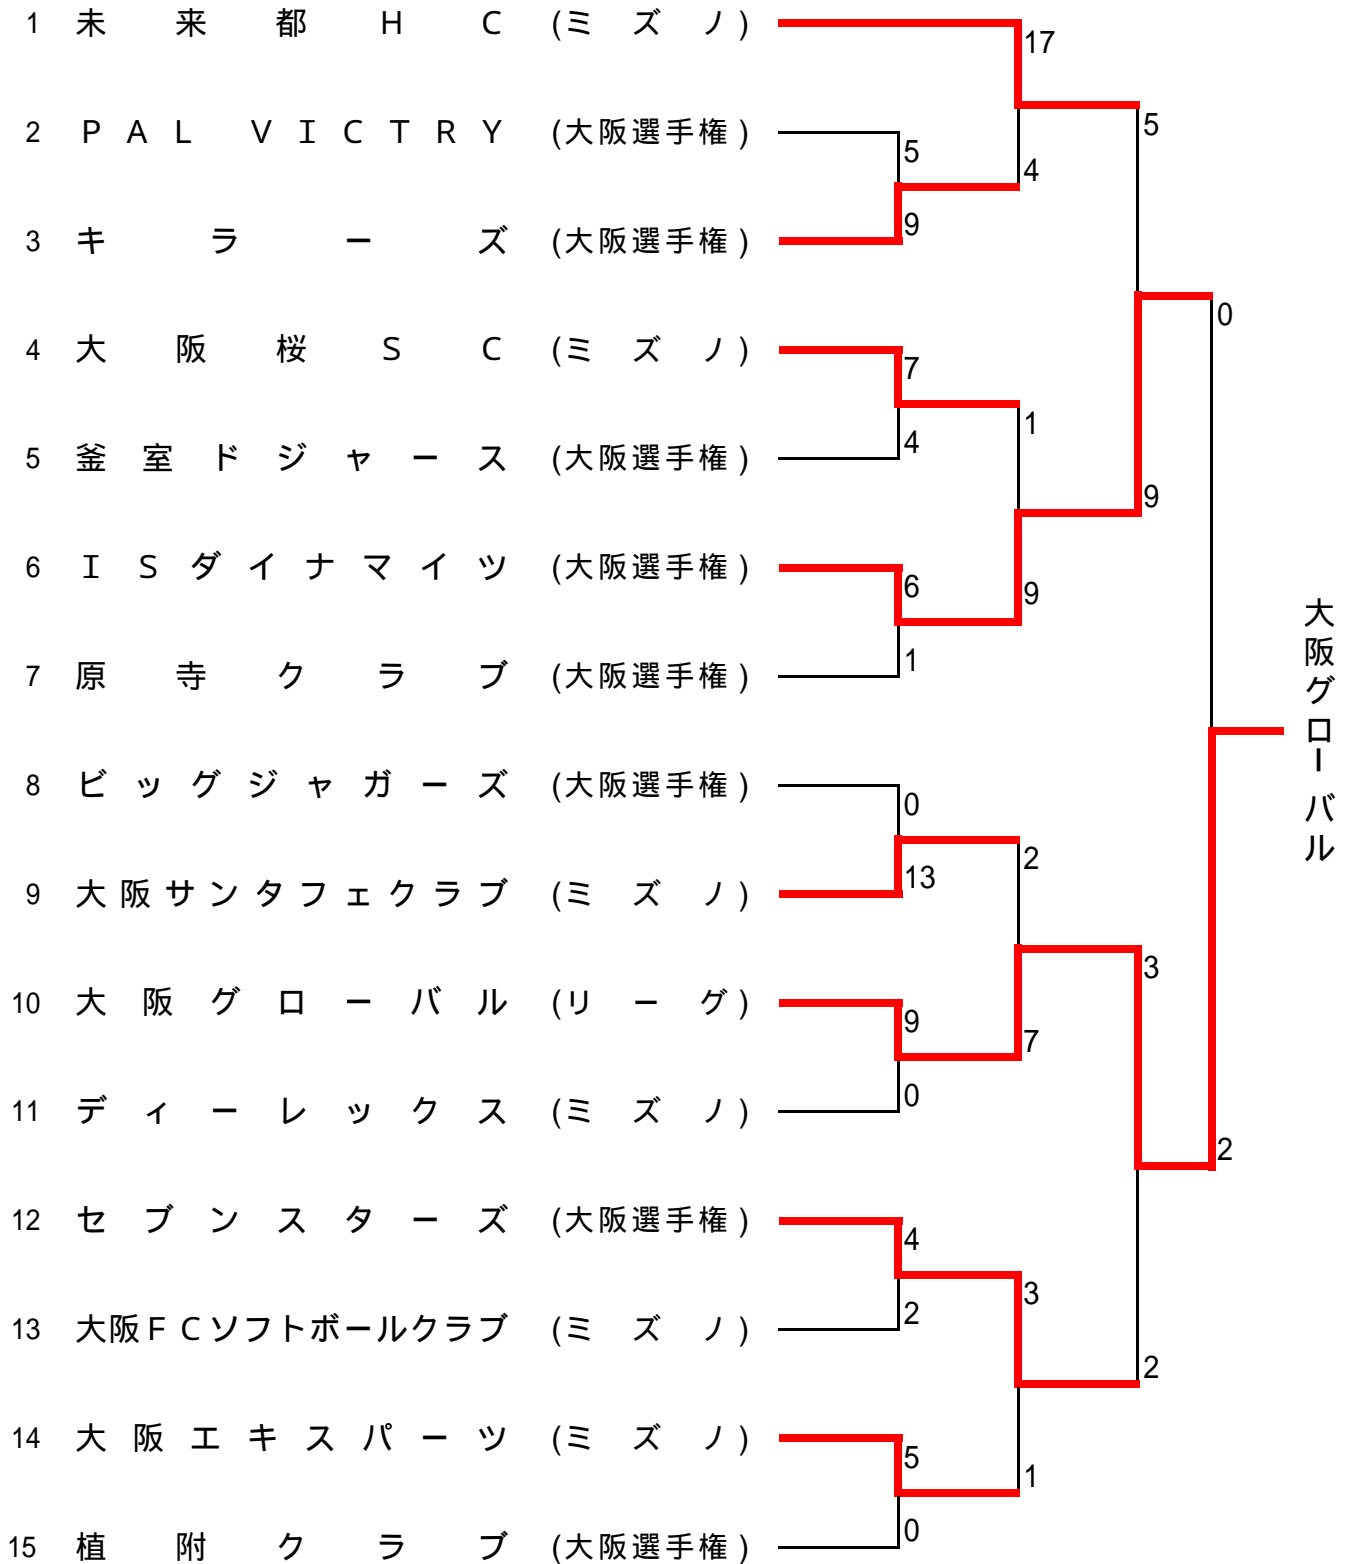 1 未来都HC (ミズノ)
17
5
2 PAL VICTRY (大阪選手権)
5
4
9
3 キラーズ (大阪選手権)
0
4 大阪桜SC (ミズノ)
7
1
4
5 釜室ドジャース (大阪選手権)
9
6 ISダイナマイツ (大阪選手権)
6
9
1
7 原寺クラブ (大阪選手権)
大阪グローバル
8 ビッグジャガーズ (大阪選手権)
0
2
13
9 大阪サンタフェクラブ (ミズノ)
3
10 大阪グローバル (リーグ)
9
7
0
11 ディーレックス (ミズノ)
2
12 セブンスターズ (大阪選手権)
4
3
2
13 大阪FCソフトボールクラブ (ミズノ)
2
14 大阪エキスパーツ (ミズノ)
5
1
0
15 植附クラブ (大阪選手権)